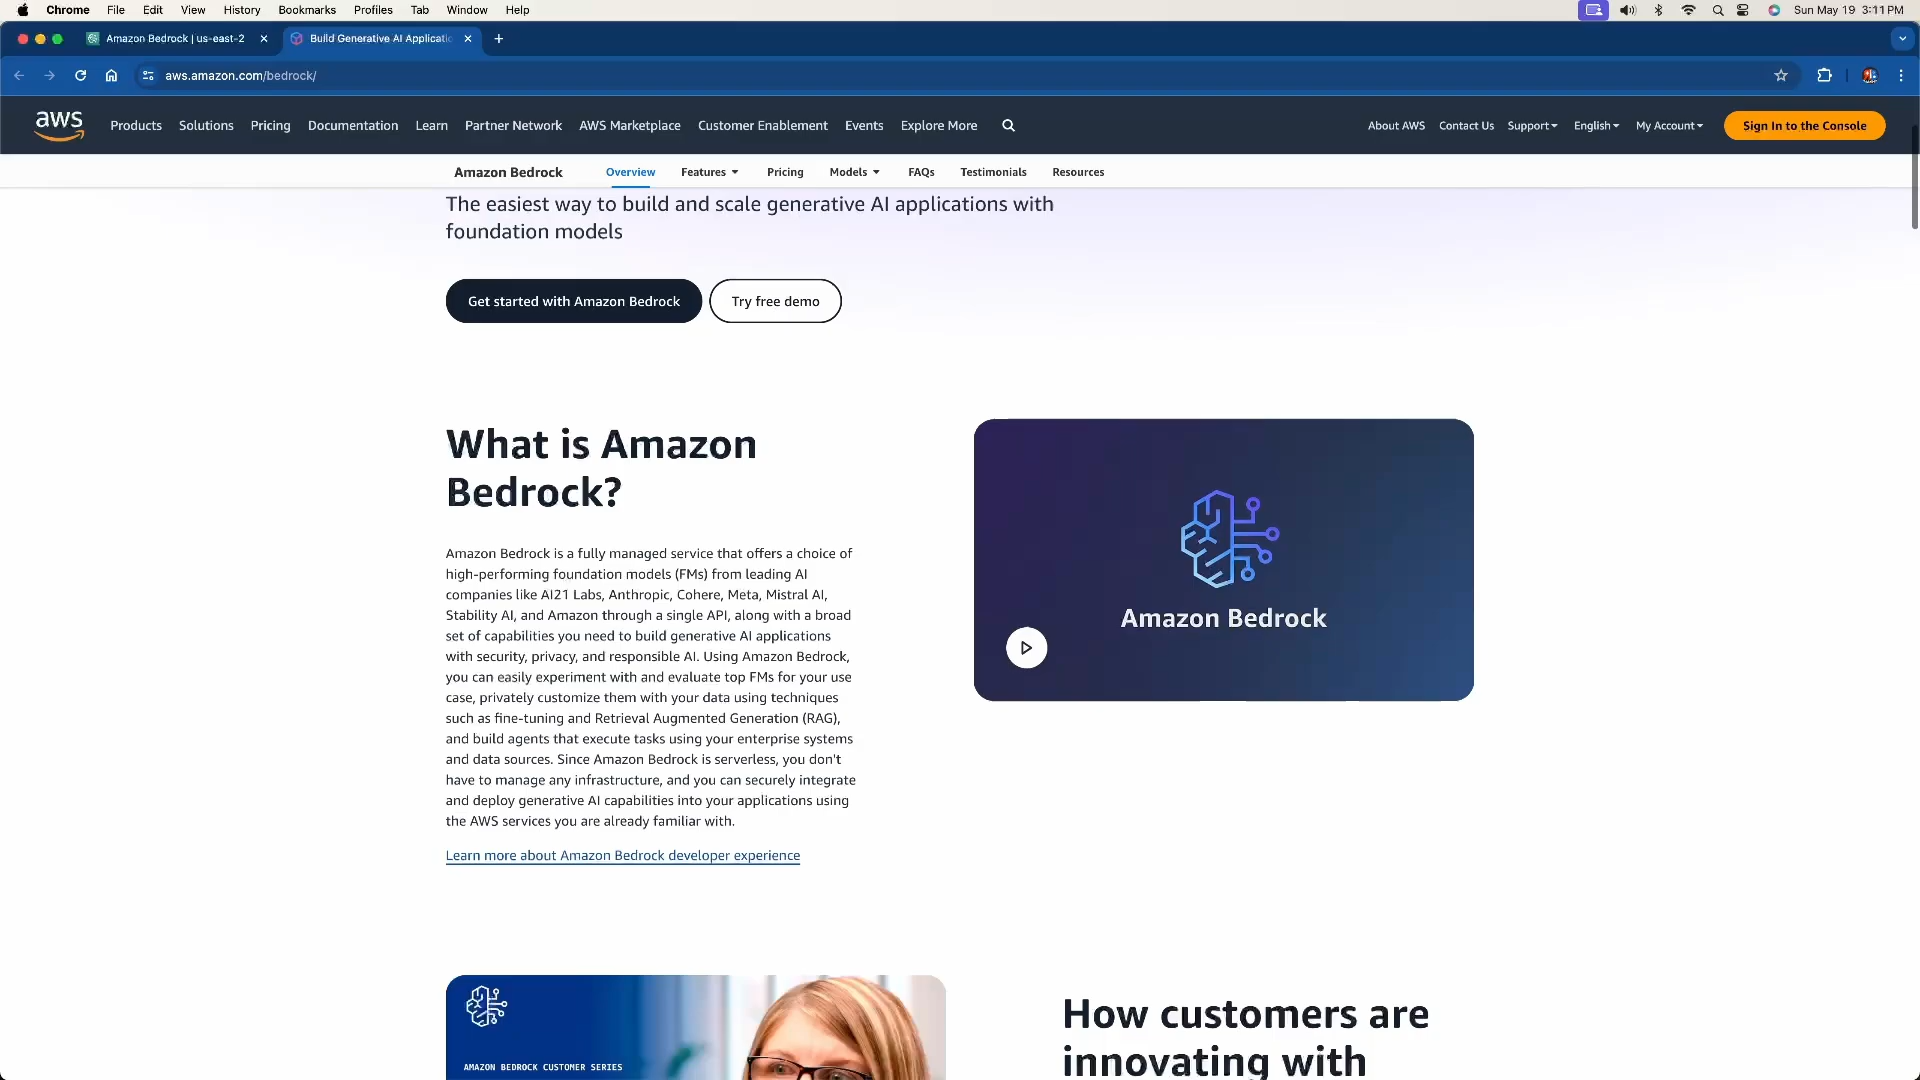 Chrome File Edit View History Bookmarks Profiles Tab Window Help Sun May 19 3:11 PM
Amazon Bedrock | us-east-2 Build Generative AI Applicatio
aws.amazon.com/bedrock/
aws Products Solutions Pricing Documentation Learn Partner Network AWS Marketplace Customer Enablement Events Explore More About AWS Contact Us Support English My Account Sign In to the Console
Amazon Bedrock Overview Features Pricing Models FAQs Testimonials Resources
The easiest way to build and scale generative AI applications with
foundation models
Get started with Amazon Bedrock Try free demo
What is Amazon
Bedrock?
Amazon Bedrock is a fully managed service that offers a choice of
high-performing foundation models (FMs) from leading AI
companies like AI21 Labs, Anthropic, Cohere, Meta, Mistral AI,
Stability AI, and Amazon through a single API, along with a broad
set of capabilities you need to build generative AI applications
with security, privacy, and responsible AI. Using Amazon Bedrock,
you can easily experiment with and evaluate top FMs for your use
case, privately customize them with your data using techniques
such as fine-tuning and Retrieval Augmented Generation (RAG),
and build agents that execute tasks using your enterprise systems
and data sources. Since Amazon Bedrock is serverless, you don't
have to manage any infrastructure, and you can securely integrate
and deploy generative AI capabilities into your applications using
the AWS services you are already familiar with.
Learn more about Amazon Bedrock developer experience
Amazon Bedrock
AMAZON BEDROCK CUSTOMER SERIES
How customers are
innovating with